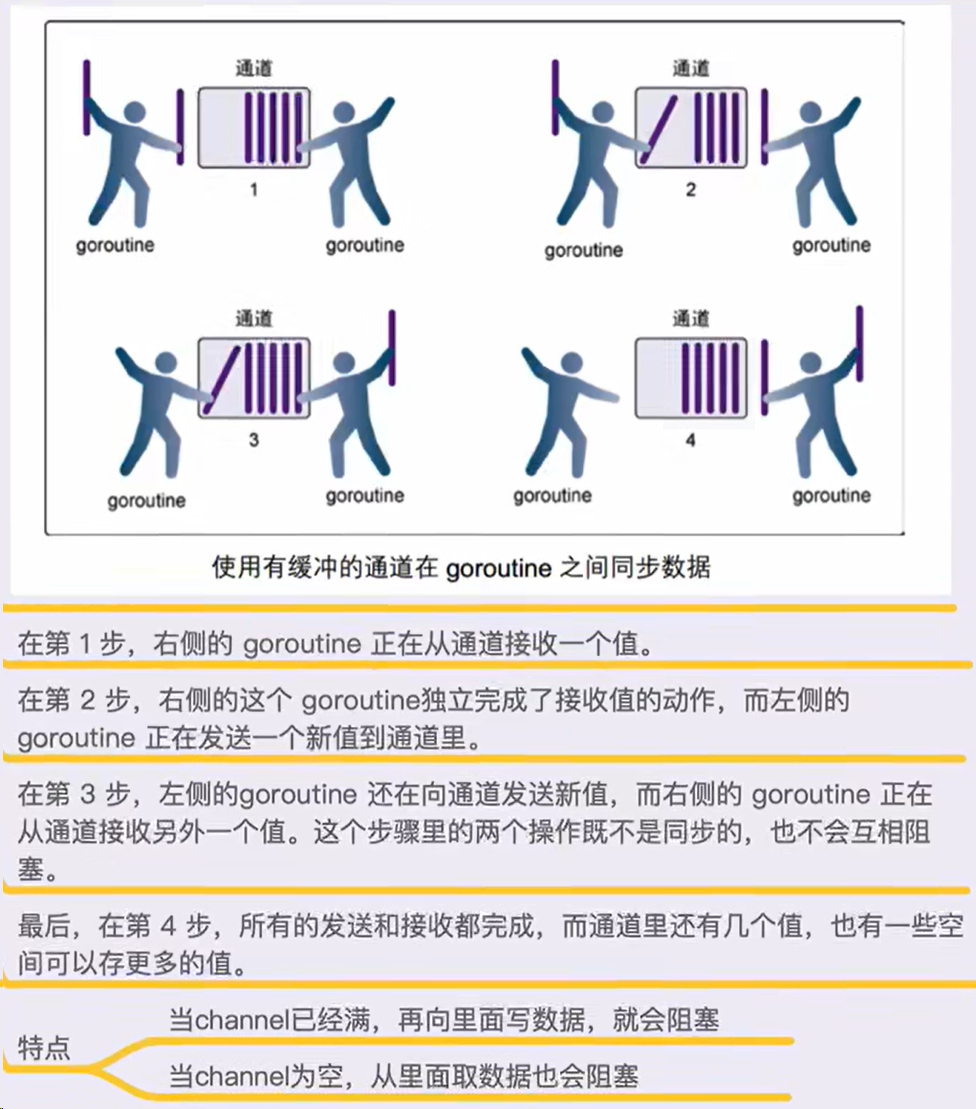 通道
通道
1
2
goroutine
goroutine
goroutine
goroutine
通道
通道
3
4
goroutine
goroutine
goroutine
goroutine
使用有缓冲的通道在 goroutine 之间同步数据
在第 1 步，右侧的 goroutine 正在从通道接收一个值。
在第 2 步，右侧的这个 goroutine独立完成了接收值的动作，而左侧的
goroutine 正在发送一个新值到通道里。
在第 3 步，左侧的goroutine 还在向通道发送新值，而右侧的 goroutine 正在
从通道接收另外一个值。这个步骤里的两个操作既不是同步的，也不会互相阻
塞。
最后，在第 4 步，所有的发送和接收都完成，而通道里还有几个值，也有一些空
间可以存更多的值。
特点
当channel已经满，再向里面写数据，就会阻塞
当channel为空，从里面取数据也会阻塞